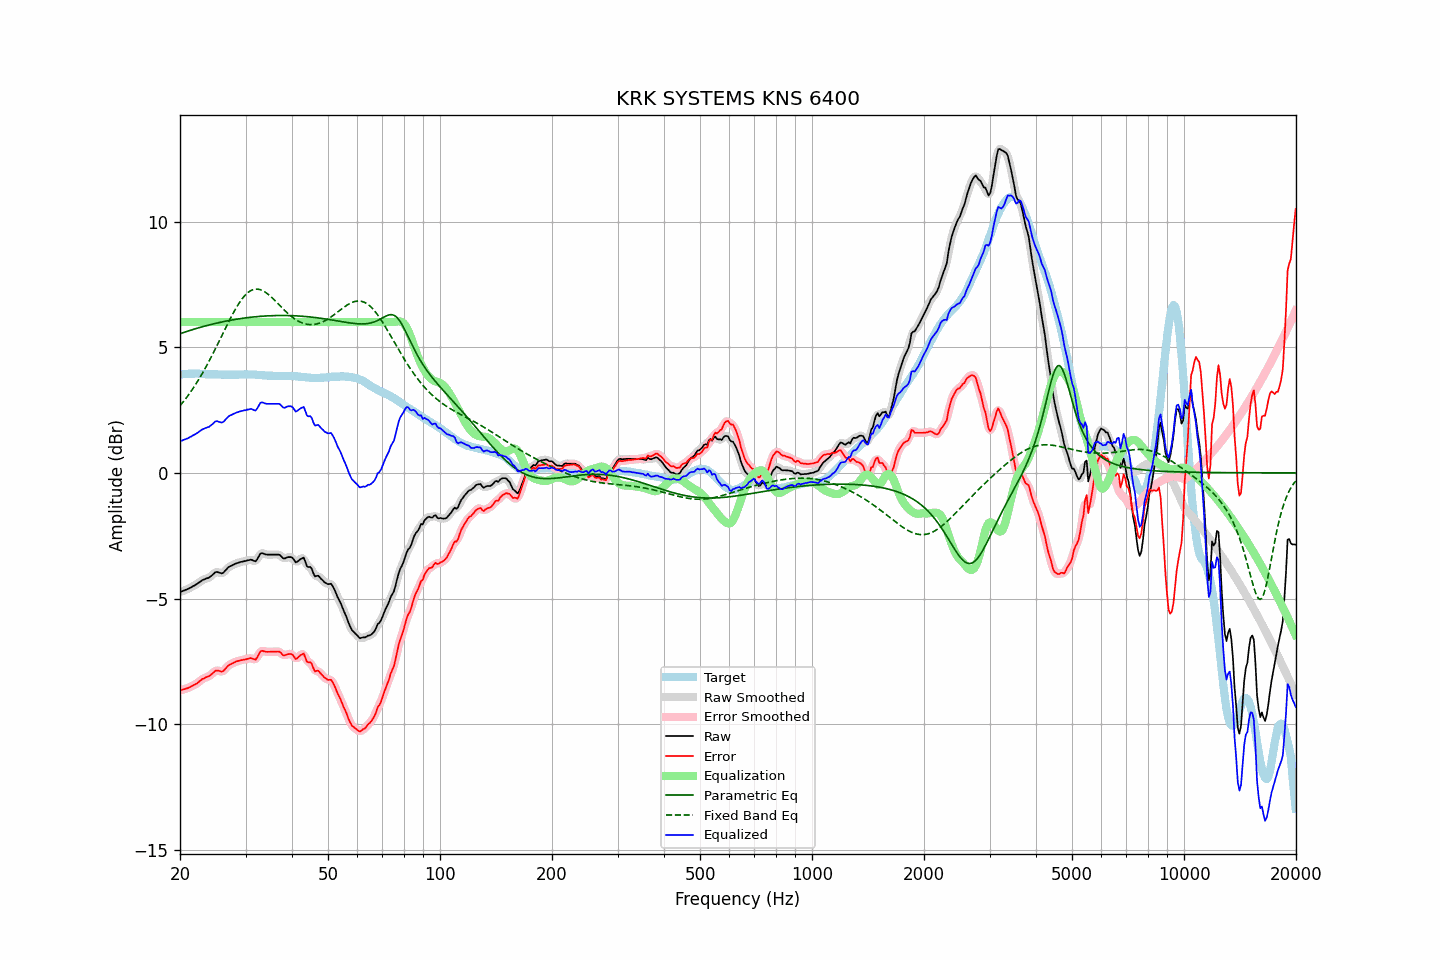 KRK SYSTEMS KNS 6400
Amplitude (dBr)
10
5
0
−5
−10
−15
Target
Raw Smoothed
Error Smoothed
Raw
Error
Equalization
Parametric Eq
Fixed Band Eq
Equalized
20
50
100
200
500
1000
2000
5000
10000
20000
Frequency (Hz)